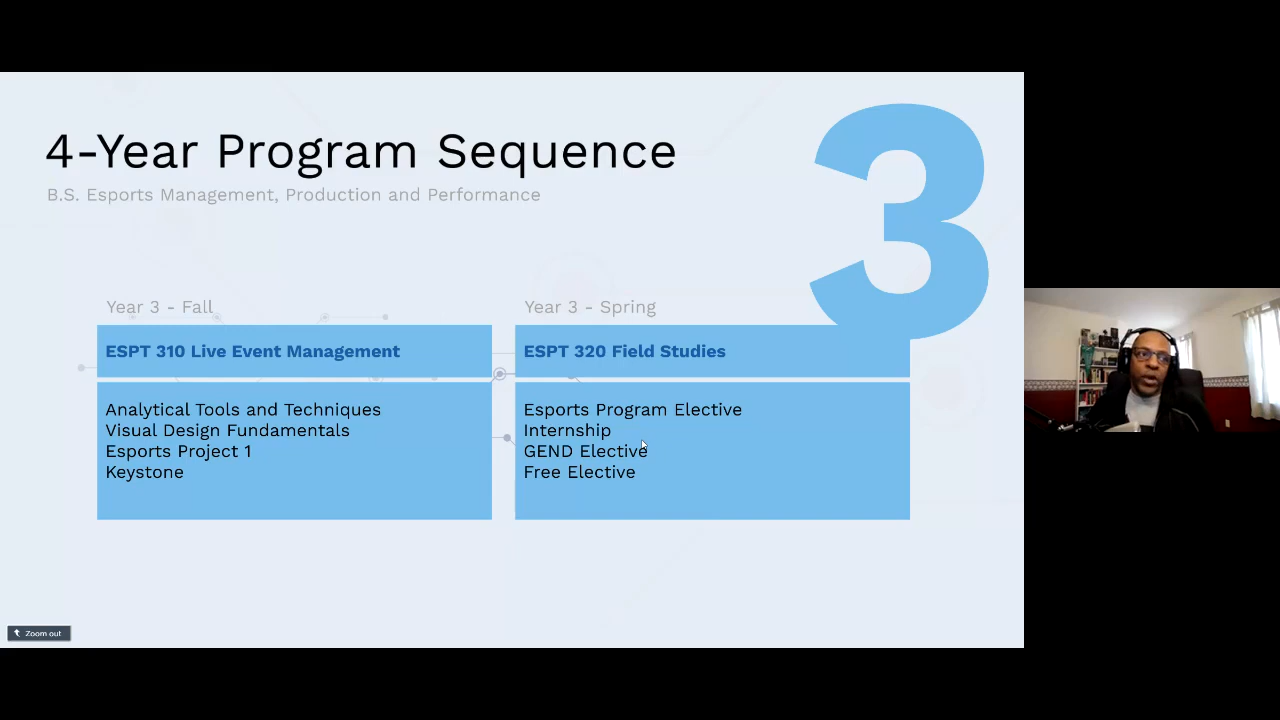 4-Year Program Sequence
B.S. Esports Management, Production and Performance
3
Year 3 - Fall
ESPT 310 Live Event Management
Analytical Tools and Techniques
Visual Design Fundamentals
Esports Project 1
Keystone
Year 3 - Spring
ESPT 320 Field Studies
Esports Program Elective
Internship
GEND Elective
Free Elective
Zoom out